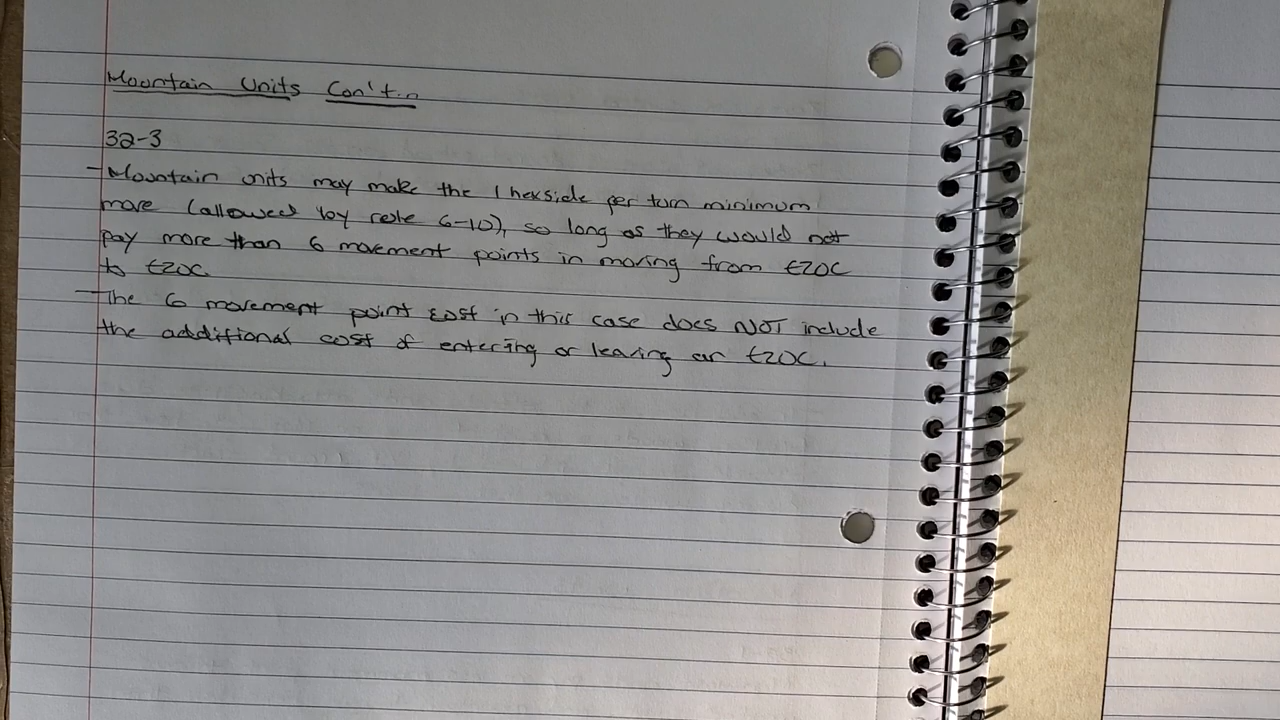 Mountain Units Con't...
32-3
- Mountain units may make the 1 hexside per turn minimum
move (allowed by rule 6-10), so long as they would not
pay more than 6 movement points in moving from EZOC
to EZOC.
- The 6 movement point cost in this case does NOT include
the additional cost of entering or leaving an EZOC.